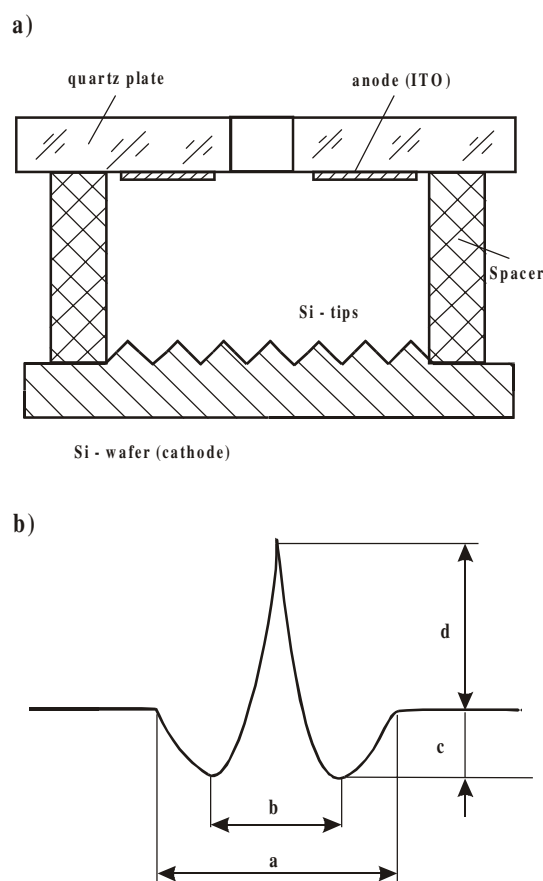 a)
quartz plate
anode (ITO)
Spacer
Si - tips
Si - wafer (cathode)
b)
d
c
b
a